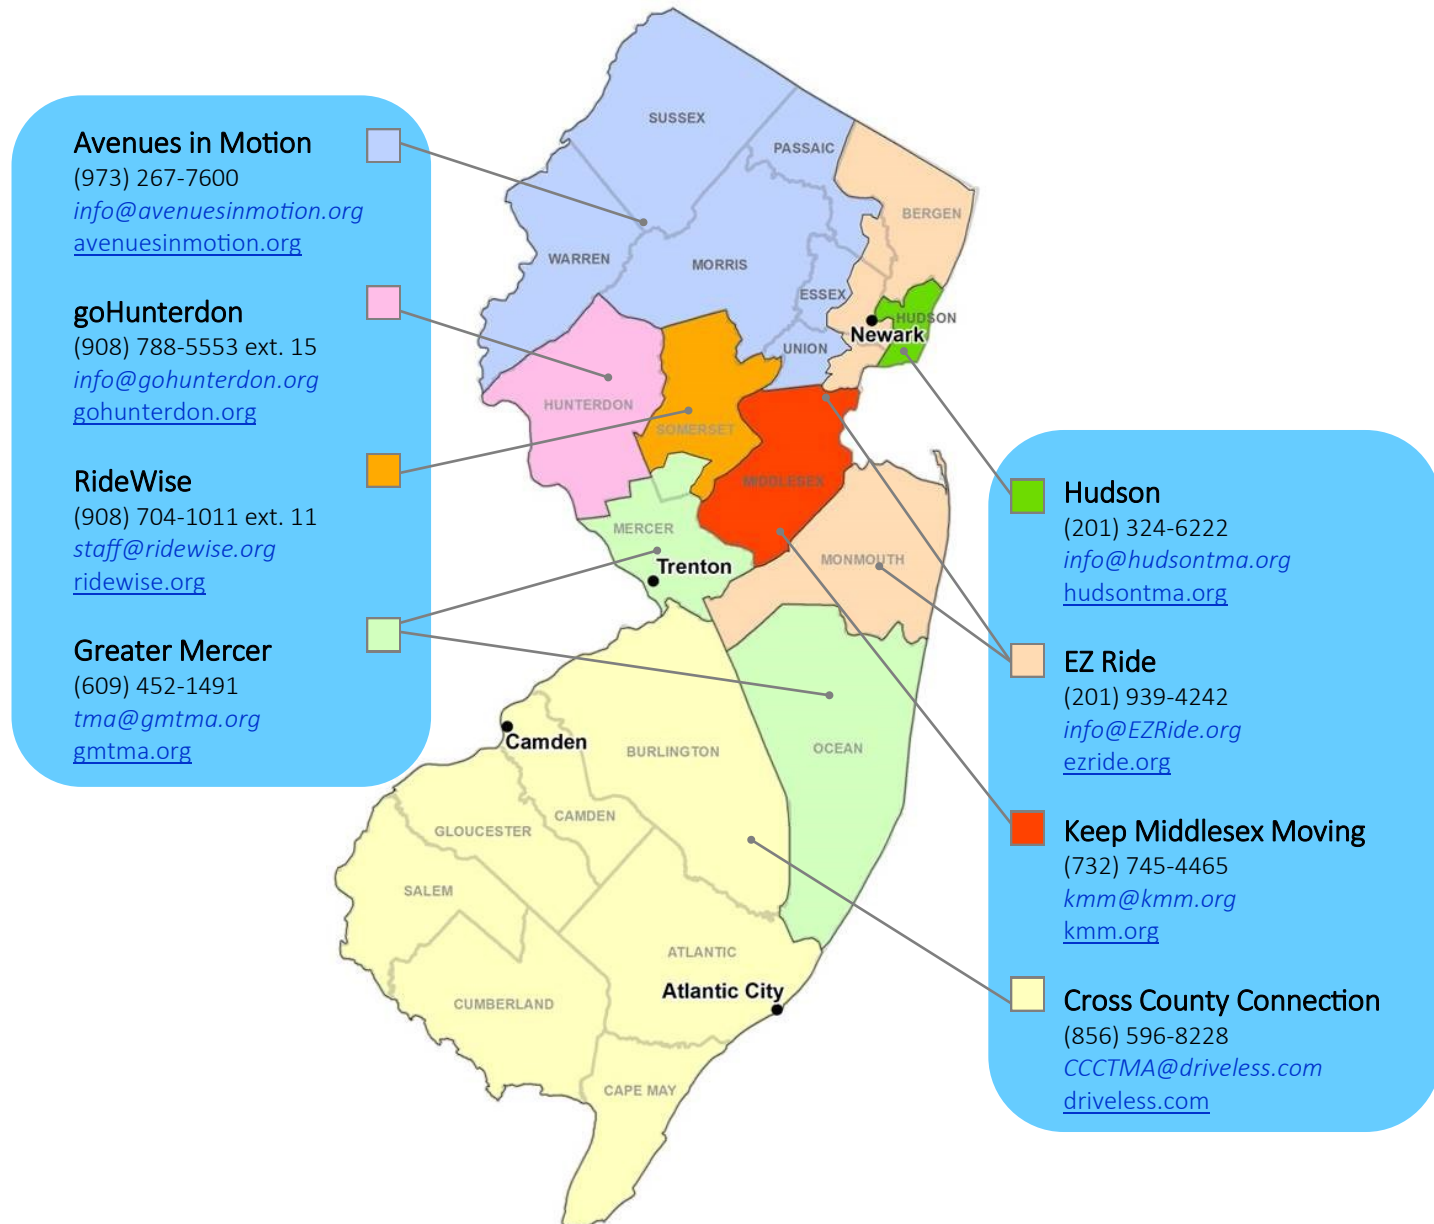 Avenues in Motion
(973) 267-7600
info@avenuesinmotion.org
avenuesinmotion.org
goHunterdon
(908) 788-5553 ext. 15
info@gohunterdon.org
gohunterdon.org
RideWise
(908) 704-1011 ext. 11
staff@ridewise.org
ridewise.org
Greater Mercer
(609) 452-1491
tma@gmtma.org
gmtma.org
SUSSEX
PASSAIC
BERGEN
WARREN
MORRIS
ESSEX
HUDSON
Newark
UNION
HUNTERDON
SOMERSET
MIDDLESEX
MERCER
Trenton
MONMOUTH
OCEAN
BURLINGTON
Camden
CAMDEN
GLOUCESTER
SALEM
ATLANTIC
Atlantic City
CUMBERLAND
CAPE MAY
Hudson
(201) 324-6222
info@hudsontma.org
hudsontma.org
EZ Ride
(201) 939-4242
info@EZRide.org
ezride.org
Keep Middlesex Moving
(732) 745-4465
kmm@kmm.org
kmm.org
Cross County Connection
(856) 596-8228
CCCTMA@driveless.com
driveless.com